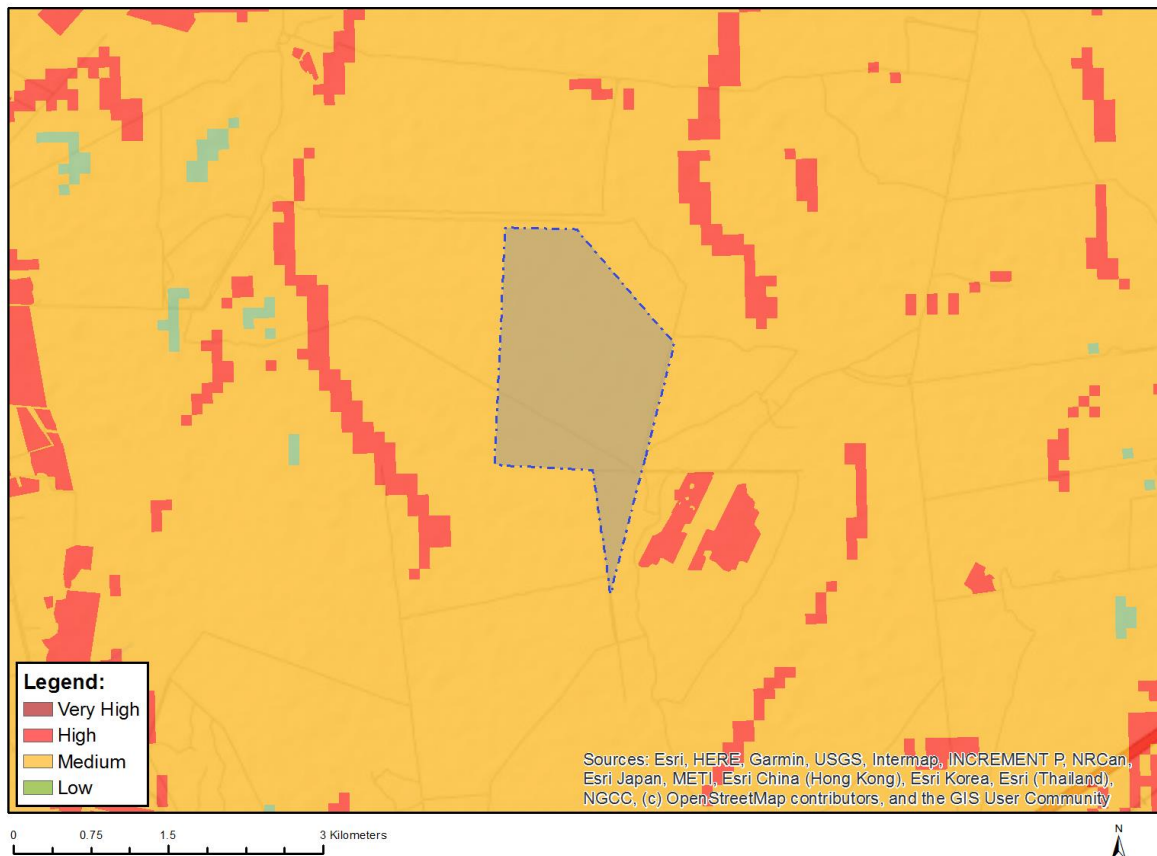 Legend:
Very High
High
Medium
Low
Sources: Esri, HERE, Garmin, USGS, Intermap, INCREMENT P, NRCan,
Esri Japan, METI, Esri China (Hong Kong), Esri Korea, Esri (Thailand),
NGCC, (c) OpenStreetMap contributors, and the GIS User Community
0 0.75 1.5 3 Kilometers
N